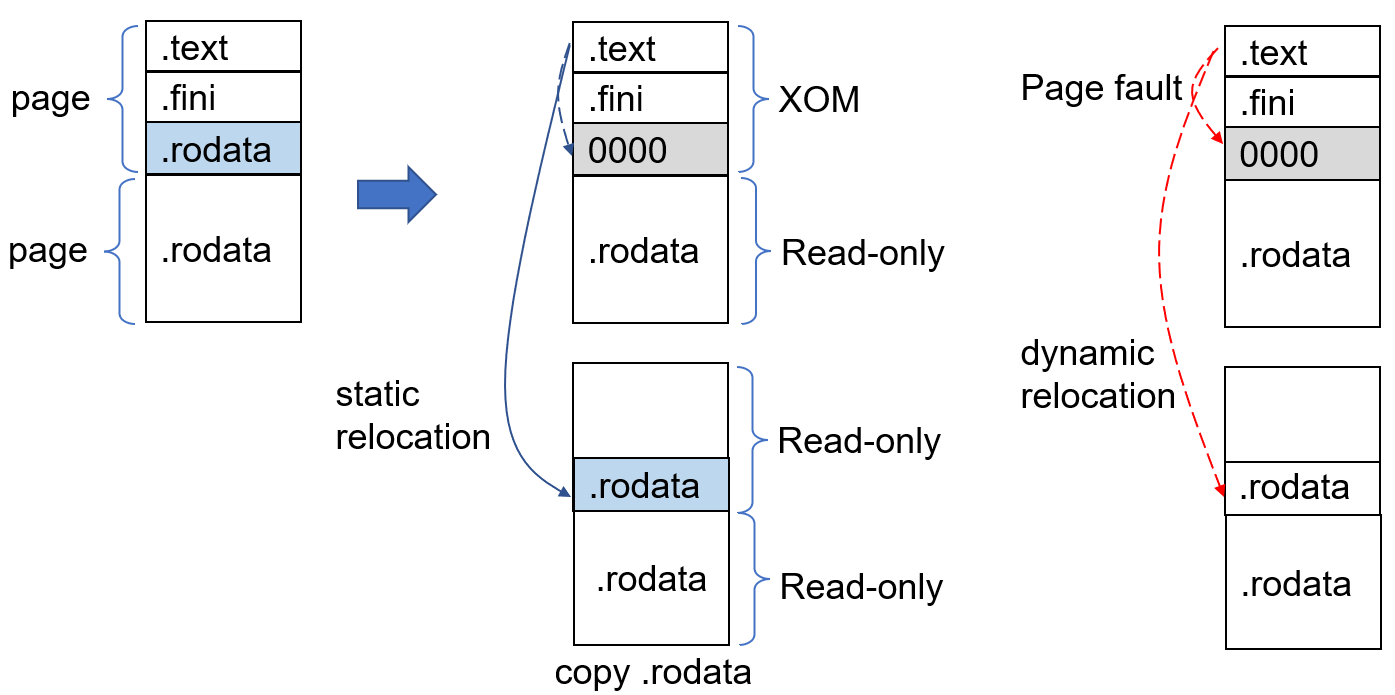 page
.text
.fini
.rodata
page
.rodata
.text
.fini
0000
XOM
.rodata
Read-only
static
relocation
Read-only
.rodata
.rodata
Read-only
copy .rodata
Page fault
.text
.fini
0000
.rodata
dynamic
relocation
.rodata
.rodata